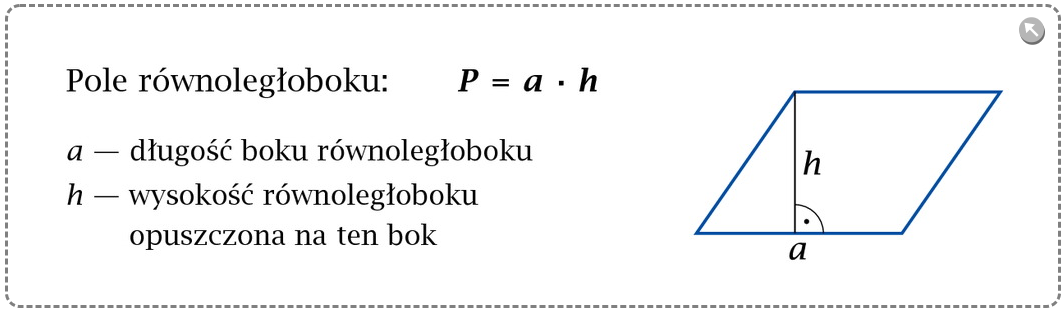 Pole równoległoboku: P = a · h
a — długość boku równoległoboku
h — wysokość równoległoboku
opuszczona na ten bok
h
a